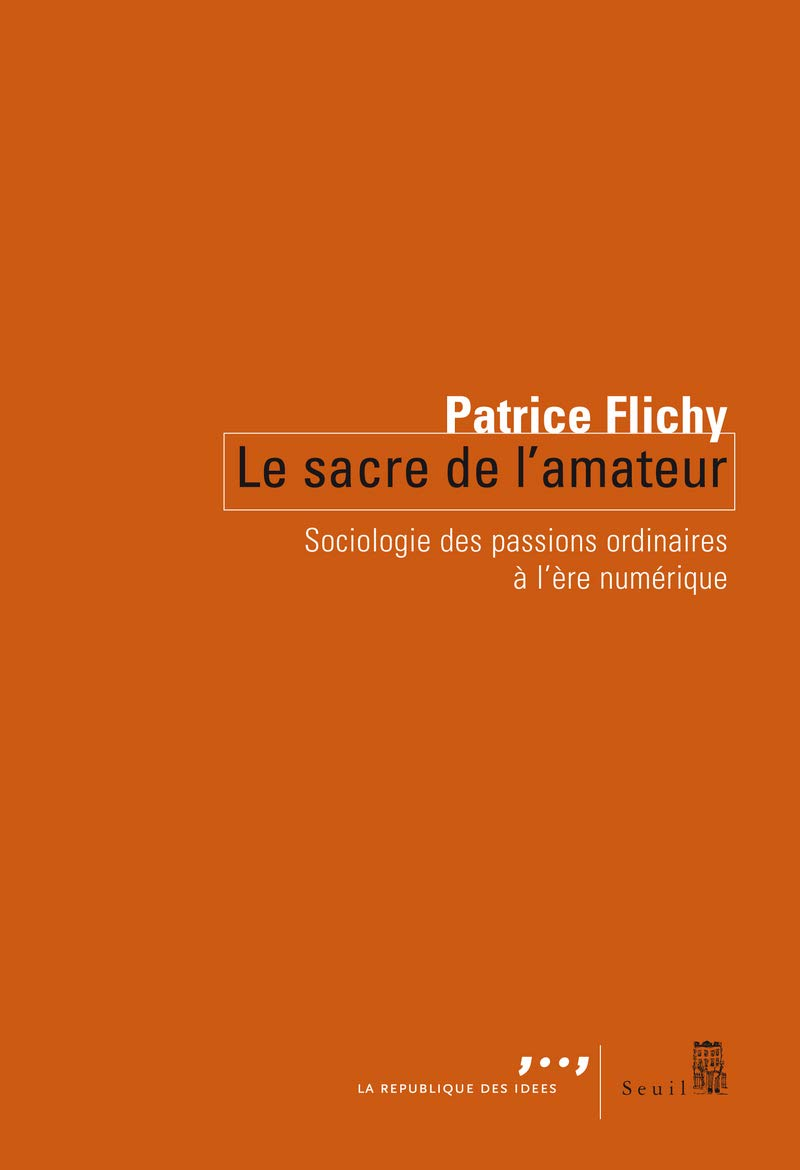 Patrice Flichy
Le sacre de l'amateur
Sociologie des passions ordinaires
à l'ère numérique
LA REPUBLIQUE DES IDEES
Seuil